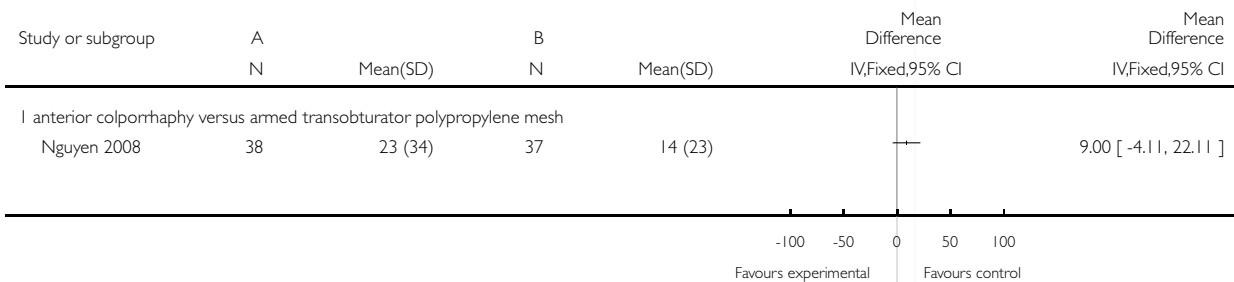 Study or subgroup A B Mean Difference Mean Difference
N Mean(SD) N Mean(SD) IV,Fixed,95% CI IV,Fixed,95% CI
1 anterior colporrhaphy versus armed transobturator polypropylene mesh
Nguyen 2008 38 23 (34) 37 14 (23) 9.00 [ -4.11, 22.11 ]
-100 -50 0 50 100
Favours experimental Favours control